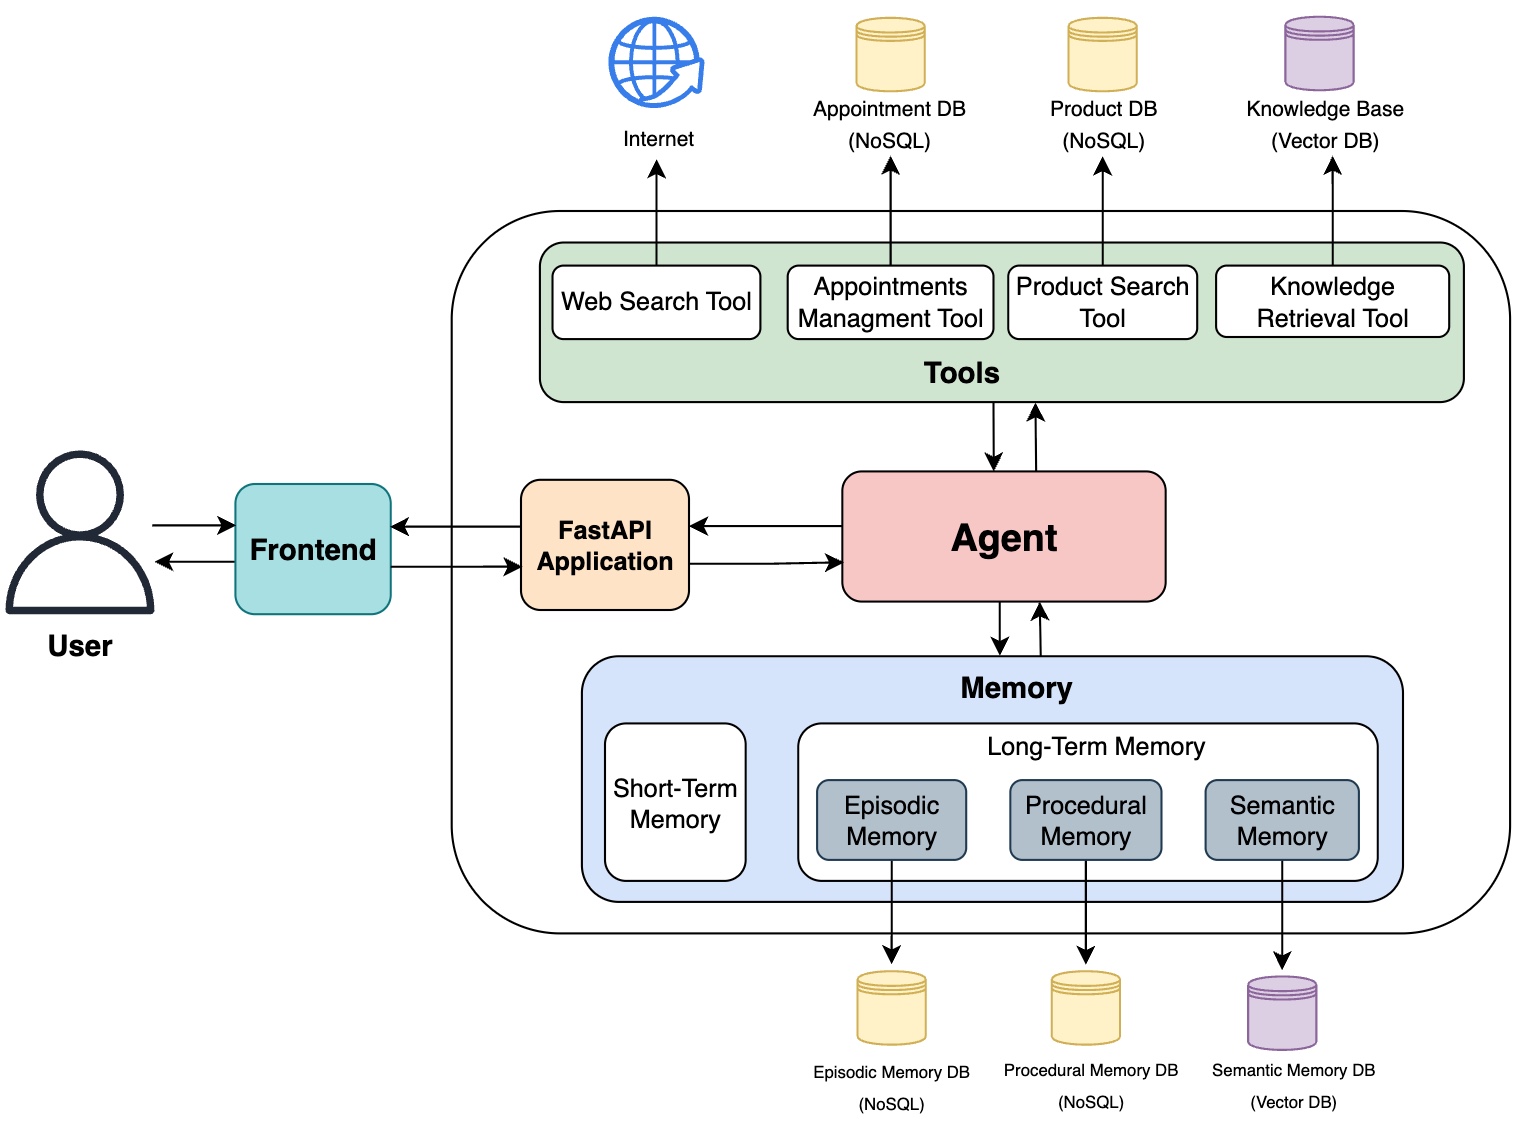 Internet
Appointment DB
(NoSQL)
Product DB
(NoSQL)
Knowledge Base
(Vector DB)
Web Search Tool
Appointments
Managment Tool
Product Search
Tool
Knowledge
Retrieval Tool
Tools
User
Frontend
FastAPI
Application
Agent
Memory
Short-Term
Memory
Long-Term Memory
Episodic
Memory
Procedural
Memory
Semantic
Memory
Episodic Memory DB
(NoSQL)
Procedural Memory DB
(NoSQL)
Semantic Memory DB
(Vector DB)